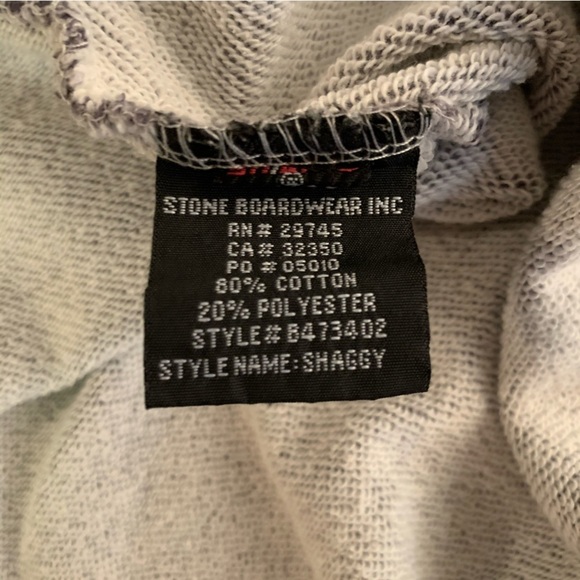 STONE BOARDWEAR INC
RN# 29745
CA# 32350
PO # 05010
80% COTTON
20% POLYESTER
STYLE# B473402
STYLE NAME: SHAGGY